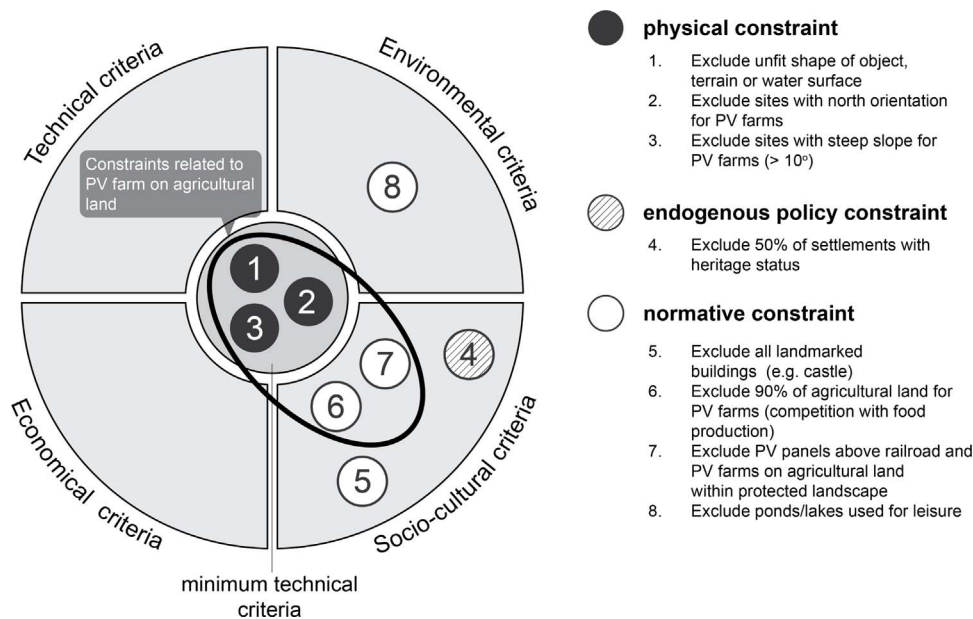 Technical criteria
Environmental criteria
Economical criteria
Socio-cultural criteria
Constraints related to
PV farm on agricultural
land
8
1
2
3
7
4
6
5
minimum technical
criteria
physical constraint
1. Exclude unfit shape of object,
terrain or water surface
2. Exclude sites with north orientation
for PV farms
3. Exclude sites with steep slope for
PV farms (> 10º)
endogenous policy constraint
4. Exclude 50% of settlements with
heritage status
normative constraint
5. Exclude all landmarked
buildings (e.g. castle)
6. Exclude 90% of agricultural land for
PV farms (competition with food
production)
7. Exclude PV panels above railroad and
PV farms on agricultural land
within protected landscape
8. Exclude ponds/lakes used for leisure